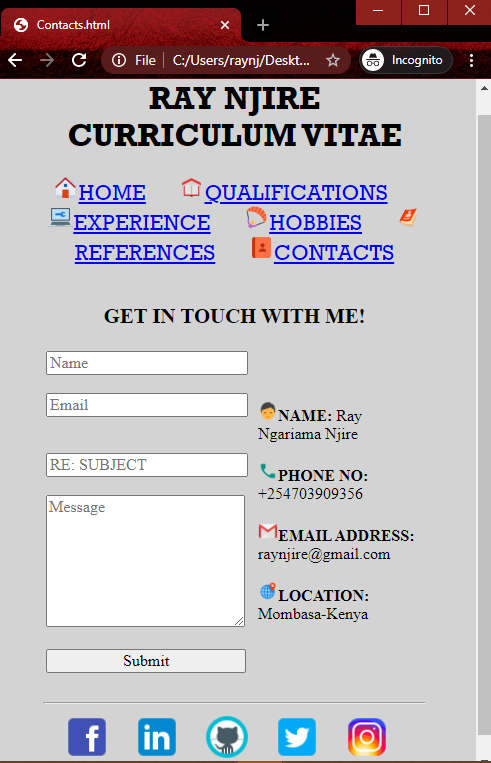 Contacts.html
File
C:/Users/raynj/Deskt...
Incognito
RAY NJIRE
CURRICULUM VITAE
HOME QUALIFICATIONS
EXPERIENCE HOBBIES
REFERENCES CONTACTS
GET IN TOUCH WITH ME!
Name
Email
RE: SUBJECT
Message
Submit
NAME: Ray
Ngariama Njire
PHONE NO:
+254703909356
EMAIL ADDRESS:
raynjire@gmail.com
LOCATION:
Mombasa-Kenya